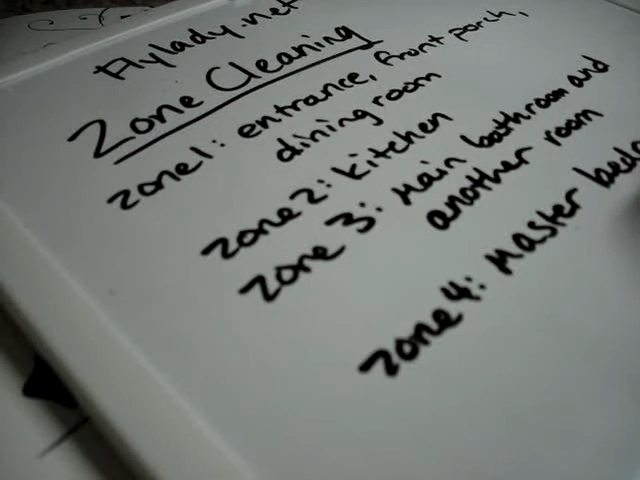 Flylady.net
Zone Cleaning
Zone 1: entrance, front porch,
dining room
Zone 2: Kitchen
Zone 3: Main bathroom and
another room
Zone 4: Master bedr